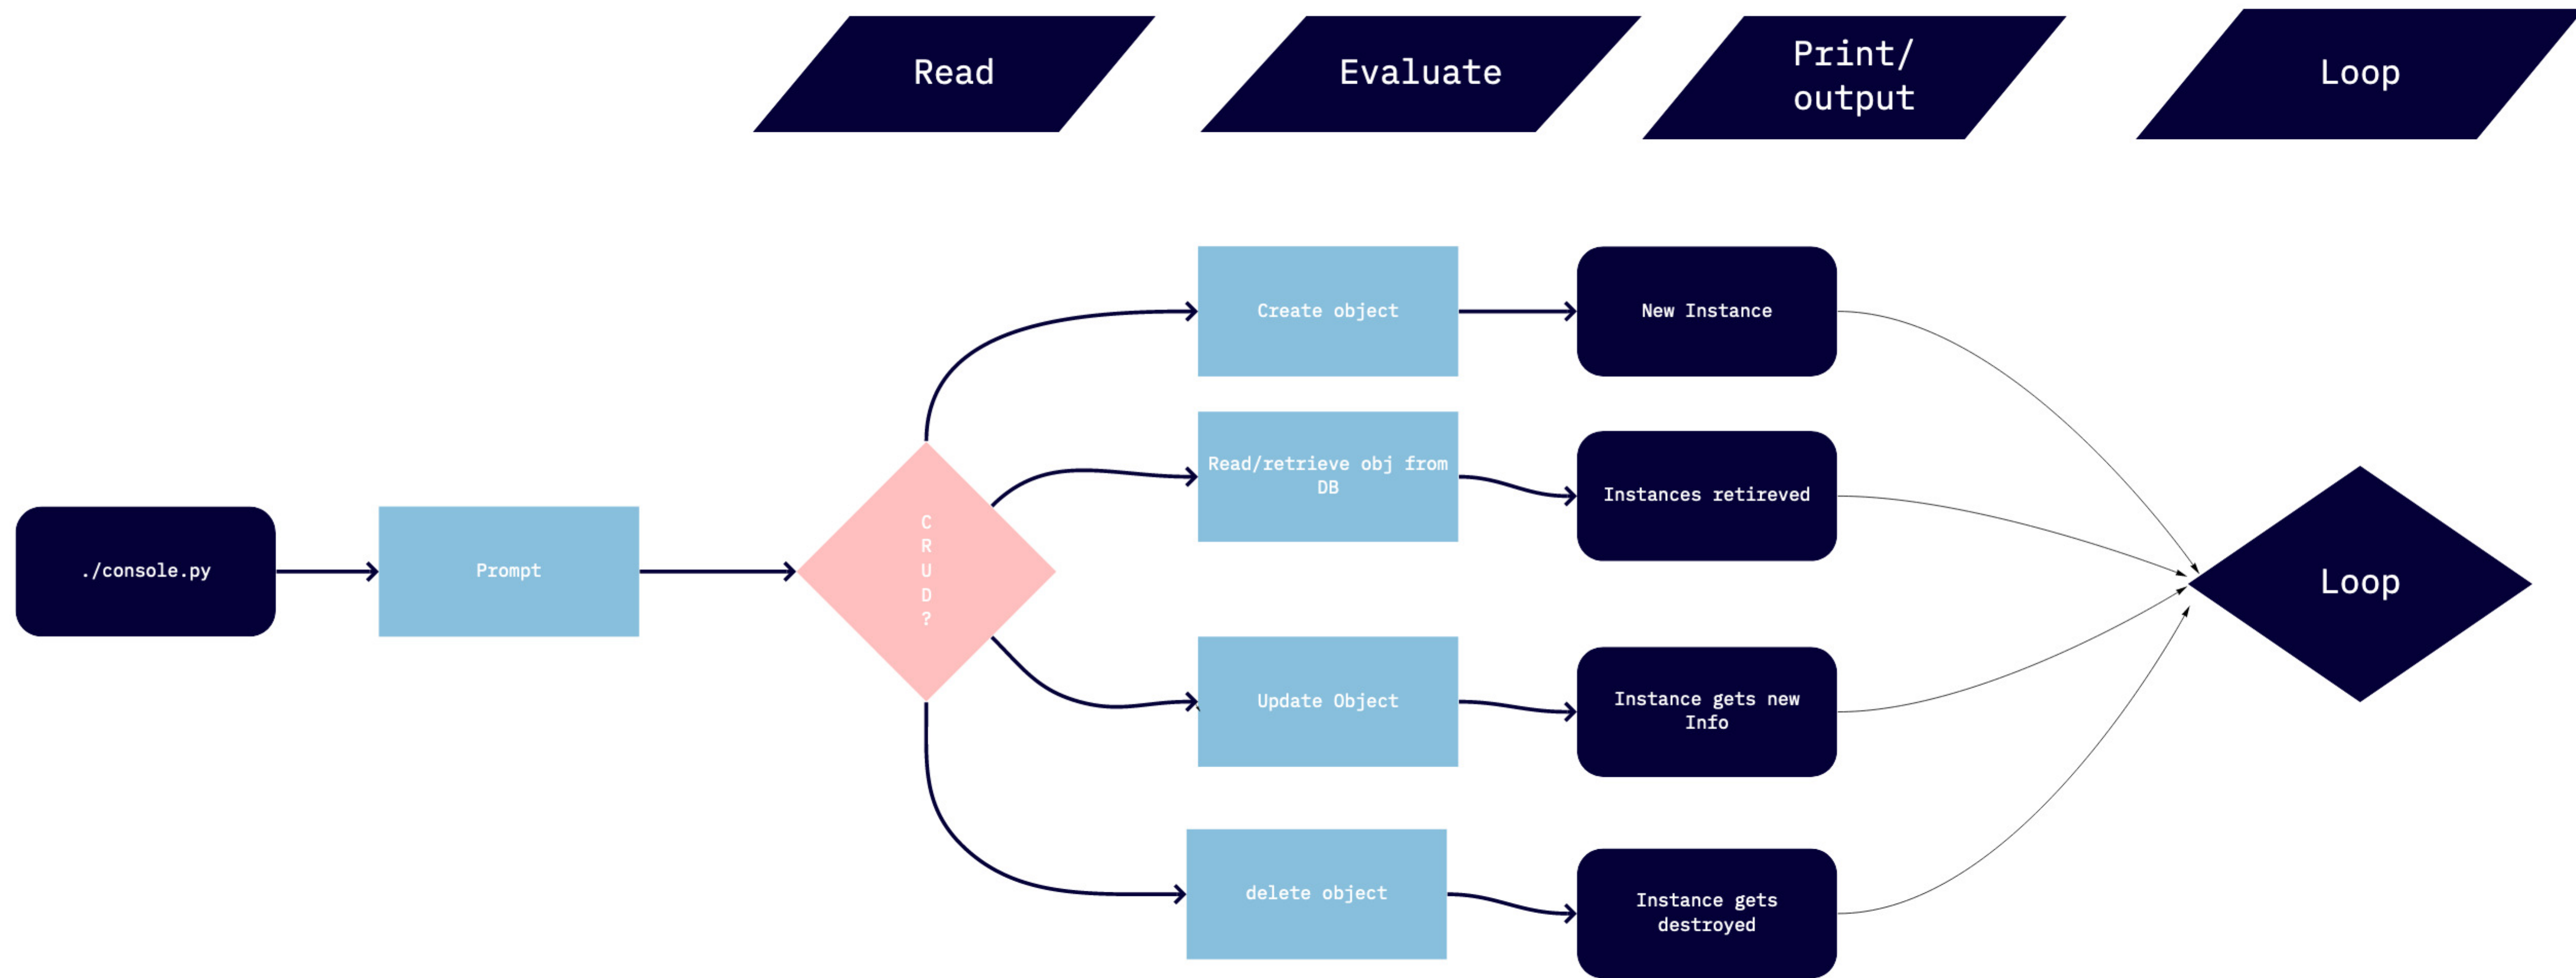 Read
Evaluate
Print/
output
Loop
./console.py
Prompt
C
R
U
D
?
Create object
New Instance
Read/retrieve obj from
DB
Instances retireved
Update Object
Instance gets new
Info
delete object
Instance gets
destroyed
Loop